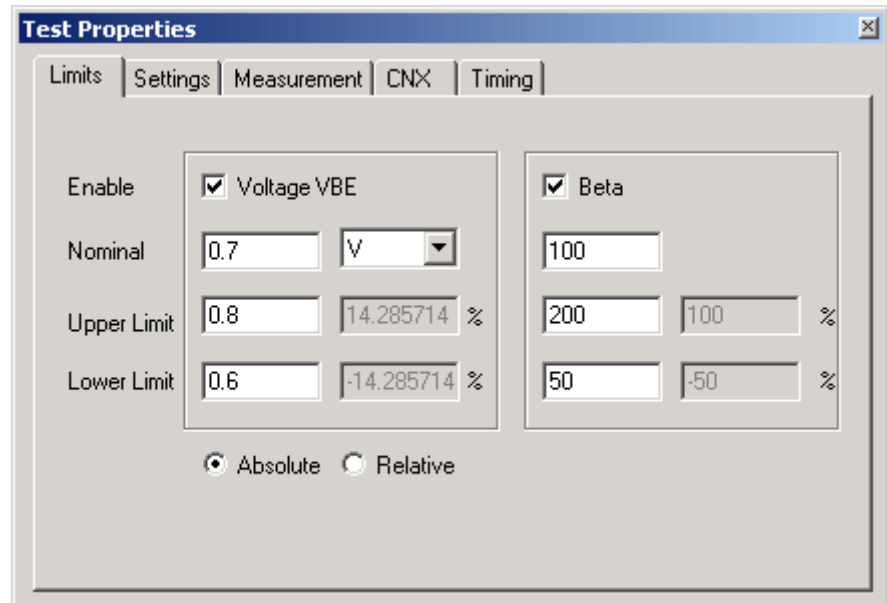 Test Properties
Limits Settings Measurement CNX Timing
Enable Voltage VBE Beta
Nominal 0.7 V 100
Upper Limit 0.8 14.285714 % 200 100 %
Lower Limit 0.6 -14.285714 % 50 -50 %
Absolute Relative